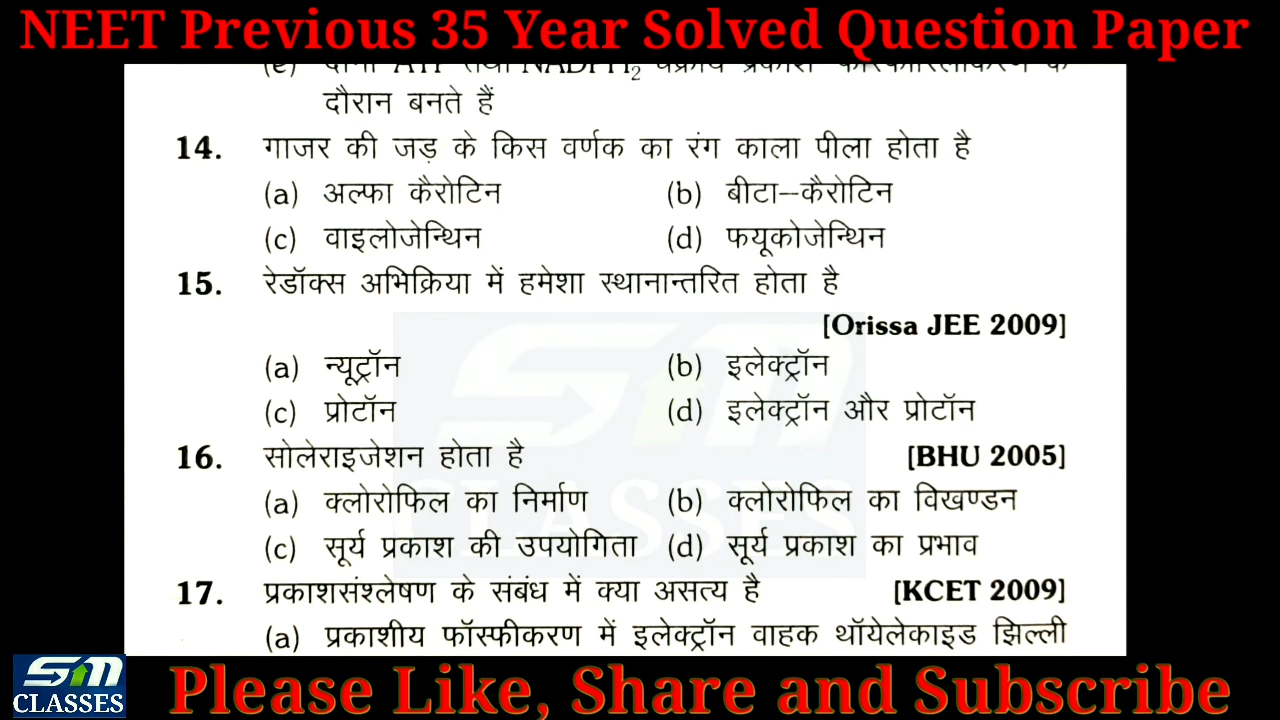 NEET Previous 35 Year Solved Question Paper
दौरान बनते हैं
14. गाजर की जड़ के किस वर्णक का रंग काला पीला होता है
(a) अल्फा कैरोटिन (b) बीटा–कैरोटिन
(c) वाइलोजेन्थिन (d) फयूकोजेन्थिन
15. रेडॉक्स अभिक्रिया में हमेशा स्थानान्तरित होता है
[Orissa JEE 2009]
(a) न्यूट्रॉन (b) इलेक्ट्रॉन
(c) प्रोटॉन (d) इलेक्ट्रॉन और प्रोटॉन
16. सोलेराइजेशन होता है [BHU 2005]
(a) क्लोरोफिल का निर्माण (b) क्लोरोफिल का विखण्डन
(c) सूर्य प्रकाश की उपयोगिता (d) सूर्य प्रकाश का प्रभाव
17. प्रकाशसंश्लेषण के संबंध में क्या असत्य है [KCET 2009]
(a) प्रकाशीय फॉस्फीकरण में इलेक्ट्रॉन वाहक थॉयेलेकाइड झिल्ली
SM CLASSES
Please Like, Share and Subscribe